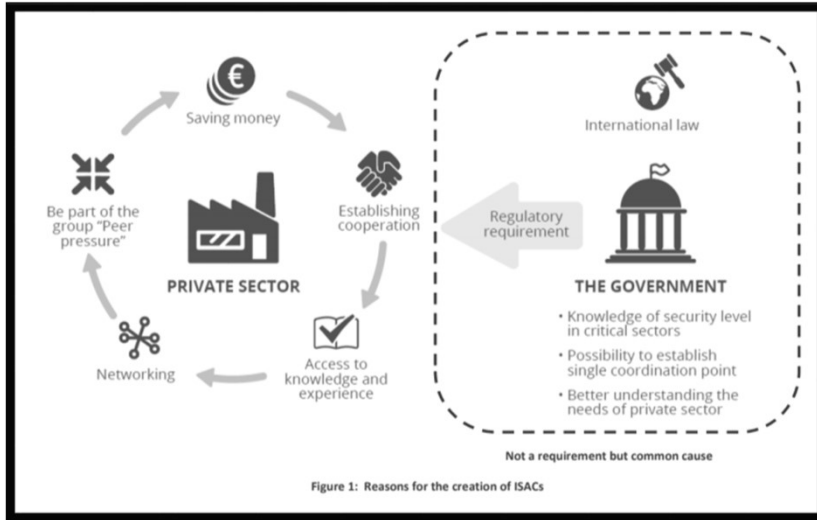 Saving money
Establishing
cooperation
Access to
knowledge and
experience
Networking
Be part of the
group "Peer
pressure"
PRIVATE SECTOR
International law
Regulatory
requirement
THE GOVERNMENT
• Knowledge of security level
in critical sectors
• Possibility to establish
single coordination point
• Better understanding the
needs of private sector
Not a requirement but common cause
Figure 1: Reasons for the creation of ISACs